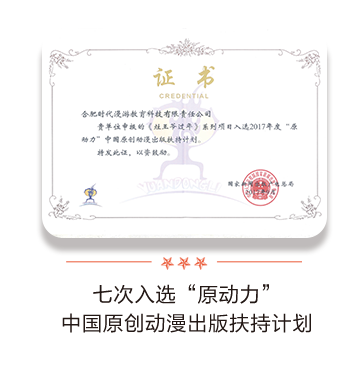 证书
CREDENTIAL
合肥时代漫游教育科技有限责任公司
贵单位申报的《灶王爷过年》系列项目入选2017年度“原
动力”中国原创动漫出版扶持计划。
特发此证，以资鼓励。
YUANDONGLI
七次入选“原动力”
中国原创动漫出版扶持计划